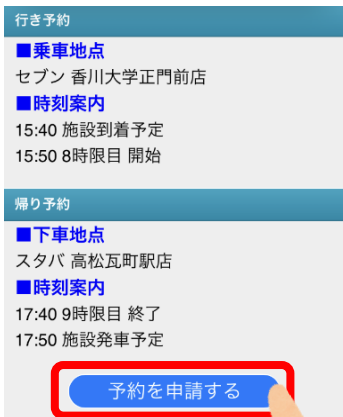 行き予約
■乗車地点
セブン 香川大学正門前店
■時刻案内
15:40 施設到着予定
15:50 8時限目 開始
帰り予約
■下車地点
スタバ 高松瓦町駅店
■時刻案内
17:40 9時限目 終了
17:50 施設発車予定
予約を申請する